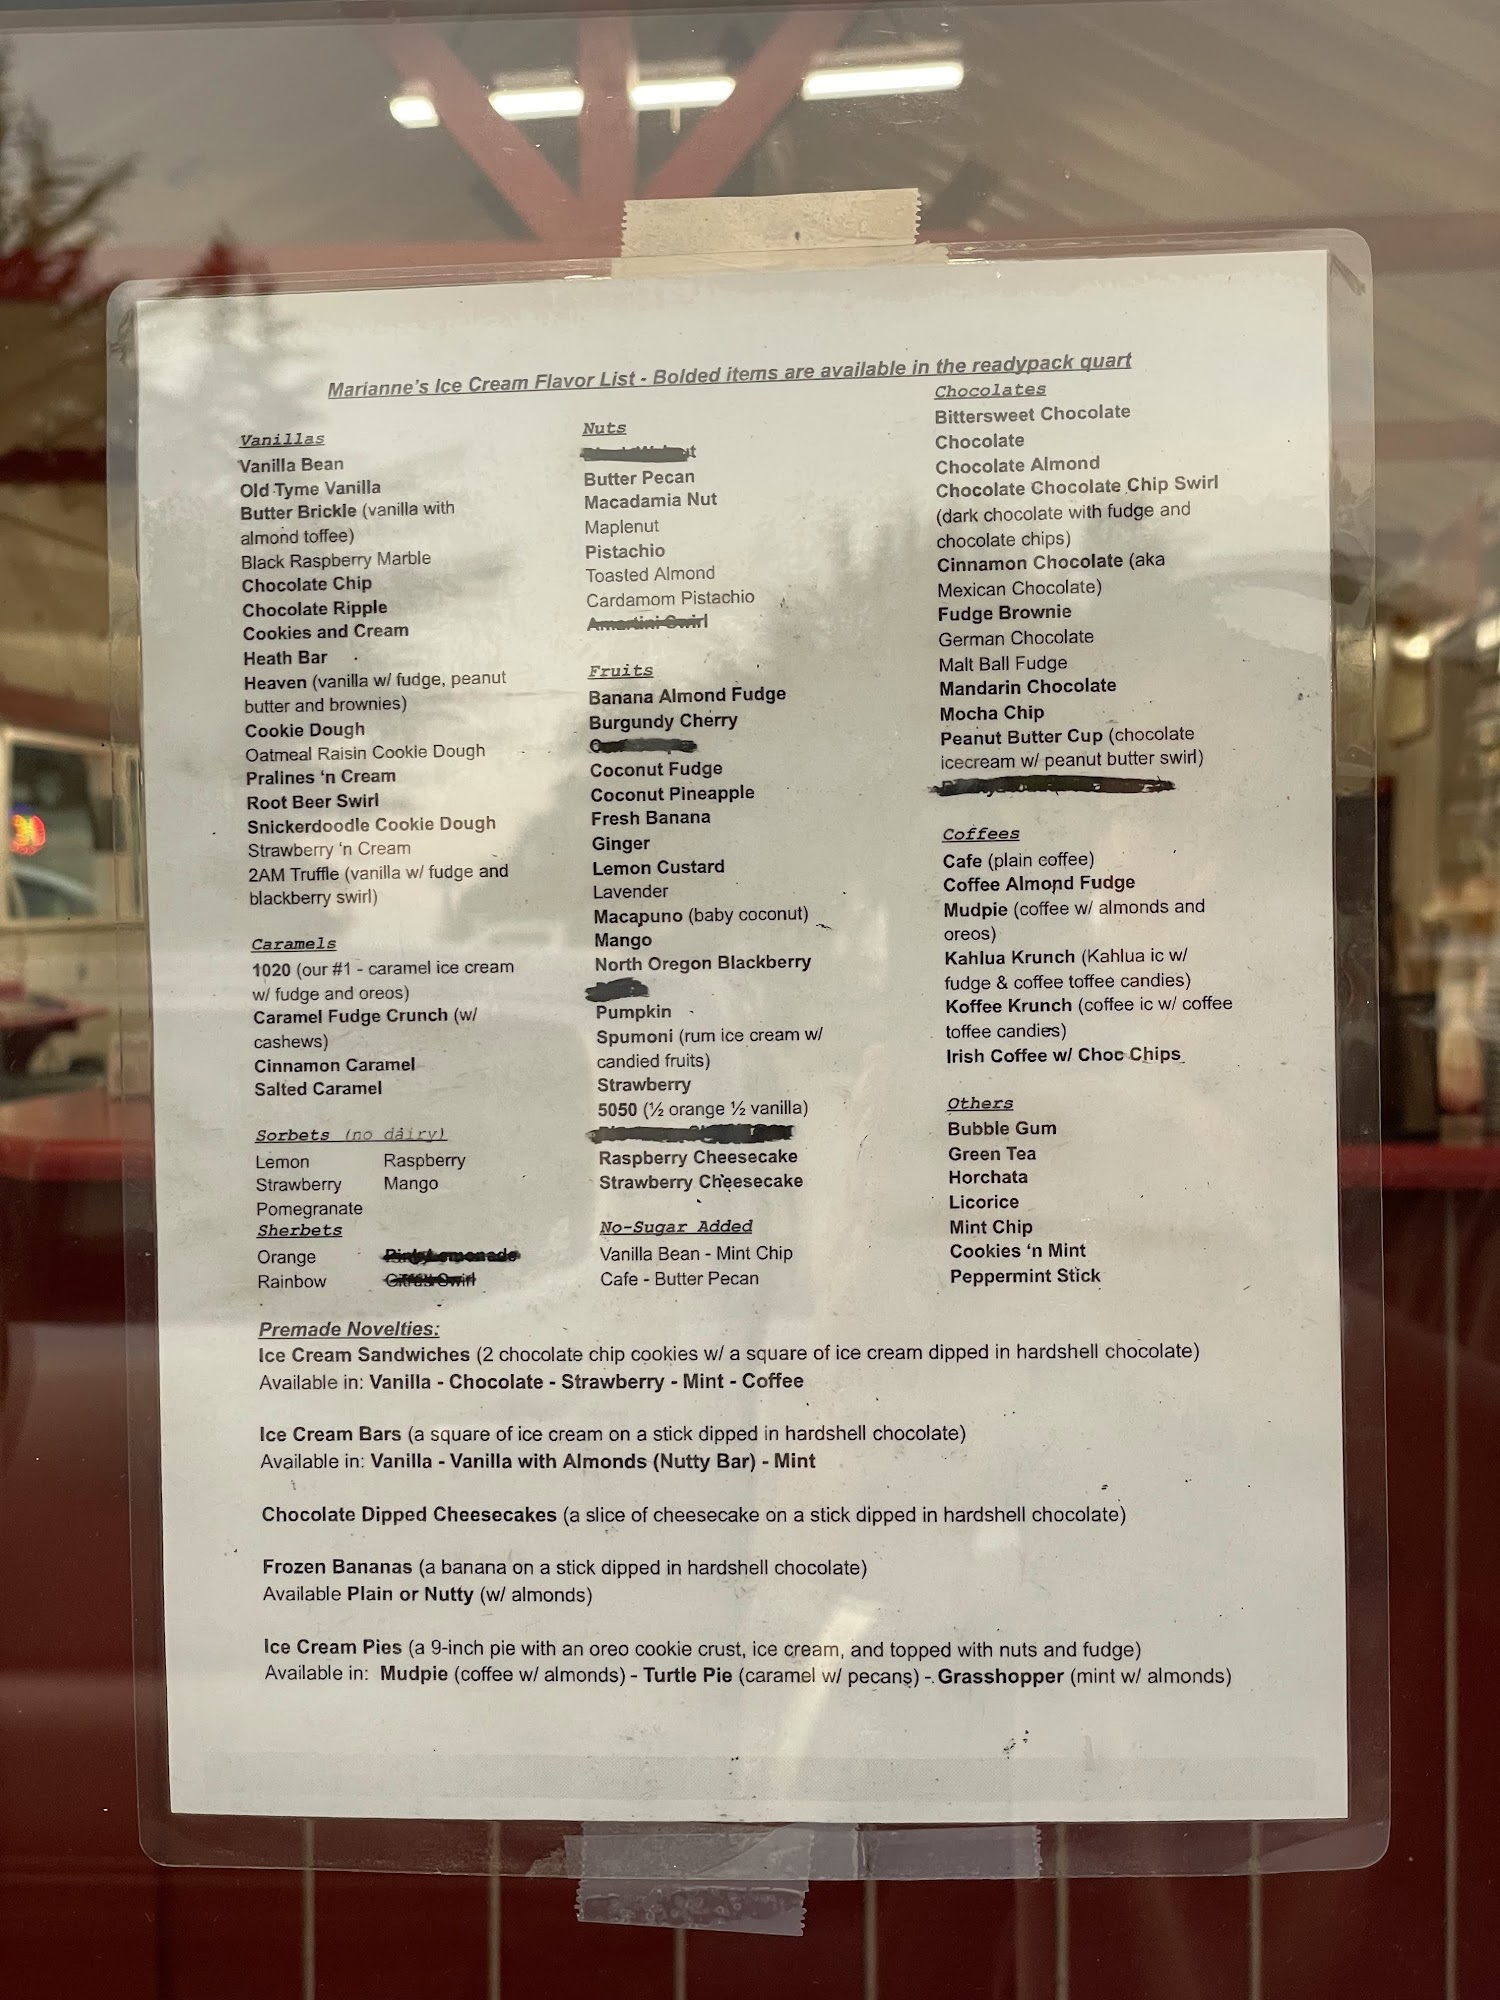 Marianne's Ice Cream Flavor List - Bolded items are available in the readypack quart
Vanillas
Vanilla Bean
Old Tyme Vanilla
Butter Brickle (vanilla with
almond toffee)
Black Raspberry Marble
Chocolate Chip
Chocolate Ripple
Cookies and Cream
Heath Bar
Heaven (vanilla w/ fudge, peanut
butter and brownies)
Cookie Dough
Oatmeal Raisin Cookie Dough
Pralines 'n Cream
Root Beer Swirl
Snickerdoodle Cookie Dough
Strawberry 'n Cream
2AM Truffle (vanilla w/ fudge and
blackberry swirl)
Caramels
1020 (our #1 - caramel ice cream
w/ fudge and oreos)
Caramel Fudge Crunch (w/
cashews)
Cinnamon Caramel
Salted Caramel
Sorbets (no dairy)
Lemon Raspberry
Strawberry Mango
Pomegranate
Sherbets
Orange Pink Lemonade
Rainbow Citrus Swirl
Nuts
Butter Pecan
Macadamia Nut
Maplenut
Pistachio
Toasted Almond
Cardamom Pistachio
Amartini Swirl
Fruits
Banana Almond Fudge
Burgundy Cherry
Coconut Fudge
Coconut Pineapple
Fresh Banana
Ginger
Lemon Custard
Lavender
Macapuno (baby coconut)
Mango
North Oregon Blackberry
Pumpkin
Spumoni (rum ice cream w/
candied fruits)
Strawberry
5050 (½ orange ½ vanilla)
Raspberry Cheesecake
Strawberry Cheesecake
No-Sugar Added
Vanilla Bean - Mint Chip
Cafe - Butter Pecan
Chocolates
Bittersweet Chocolate
Chocolate
Chocolate Almond
Chocolate Chocolate Chip Swirl
(dark chocolate with fudge and
chocolate chips)
Cinnamon Chocolate (aka
Mexican Chocolate)
Fudge Brownie
German Chocolate
Malt Ball Fudge
Mandarin Chocolate
Mocha Chip
Peanut Butter Cup (chocolate
icecream w/ peanut butter swirl)
Coffees
Cafe (plain coffee)
Coffee Almond Fudge
Mudpie (coffee w/ almonds and
oreos)
Kahlua Krunch (Kahlua ic w/
fudge & coffee toffee candies)
Koffee Krunch (coffee ic w/ coffee
toffee candies)
Irish Coffee w/ Choc Chips
Others
Bubble Gum
Green Tea
Horchata
Licorice
Mint Chip
Cookies 'n Mint
Peppermint Stick
Premade Novelties:
Ice Cream Sandwiches (2 chocolate chip cookies w/ a square of ice cream dipped in hardshell chocolate)
Available in: Vanilla - Chocolate - Strawberry - Mint - Coffee
Ice Cream Bars (a square of ice cream on a stick dipped in hardshell chocolate)
Available in: Vanilla - Vanilla with Almonds (Nutty Bar) - Mint
Chocolate Dipped Cheesecakes (a slice of cheesecake on a stick dipped in hardshell chocolate)
Frozen Bananas (a banana on a stick dipped in hardshell chocolate)
Available Plain or Nutty (w/ almonds)
Ice Cream Pies (a 9-inch pie with an oreo cookie crust, ice cream, and topped with nuts and fudge)
Available in: Mudpie (coffee w/ almonds) - Turtle Pie (caramel w/ pecans) - Grasshopper (mint w/ almonds)